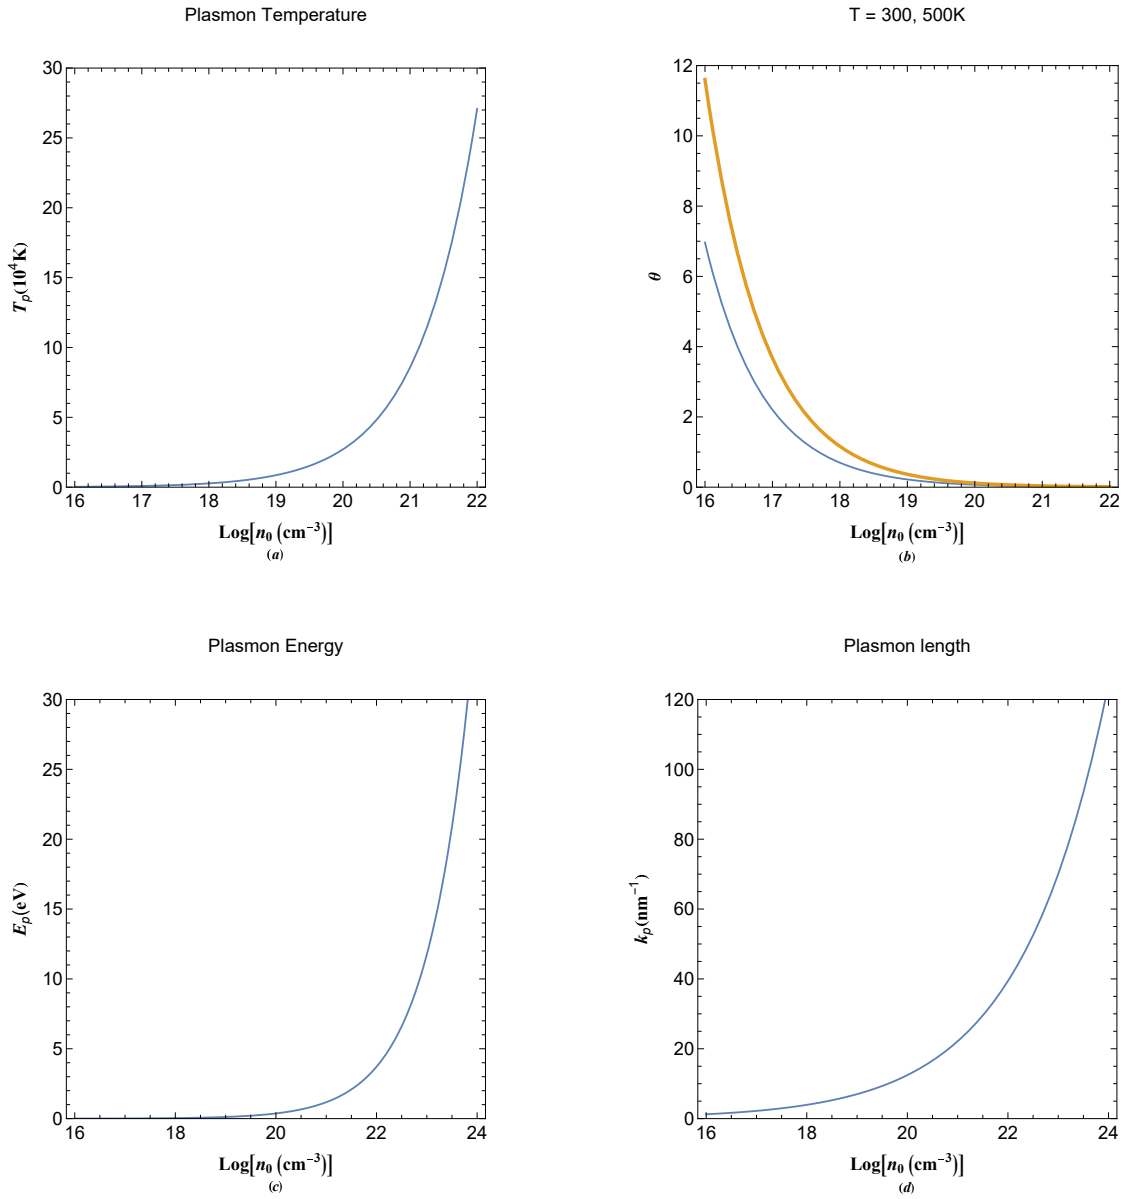 Plasmon Temperature
30
25
20
15
10
5
0
T_p(10^4K)
16 17 18 19 20 21 22
Log[n_0 (cm^−3)]
(a)
T = 300, 500K
12
10
8
6
4
2
0
θ
16 17 18 19 20 21 22
Log[n_0 (cm^−3)]
(b)
Plasmon Energy
30
25
20
15
10
5
0
E_p(eV)
16 18 20 22 24
Log[n_0 (cm^−3)]
(c)
Plasmon length
120
100
80
60
40
20
0
k_p(nm^−1)
16 18 20 22 24
Log[n_0 (cm^−3)]
(d)